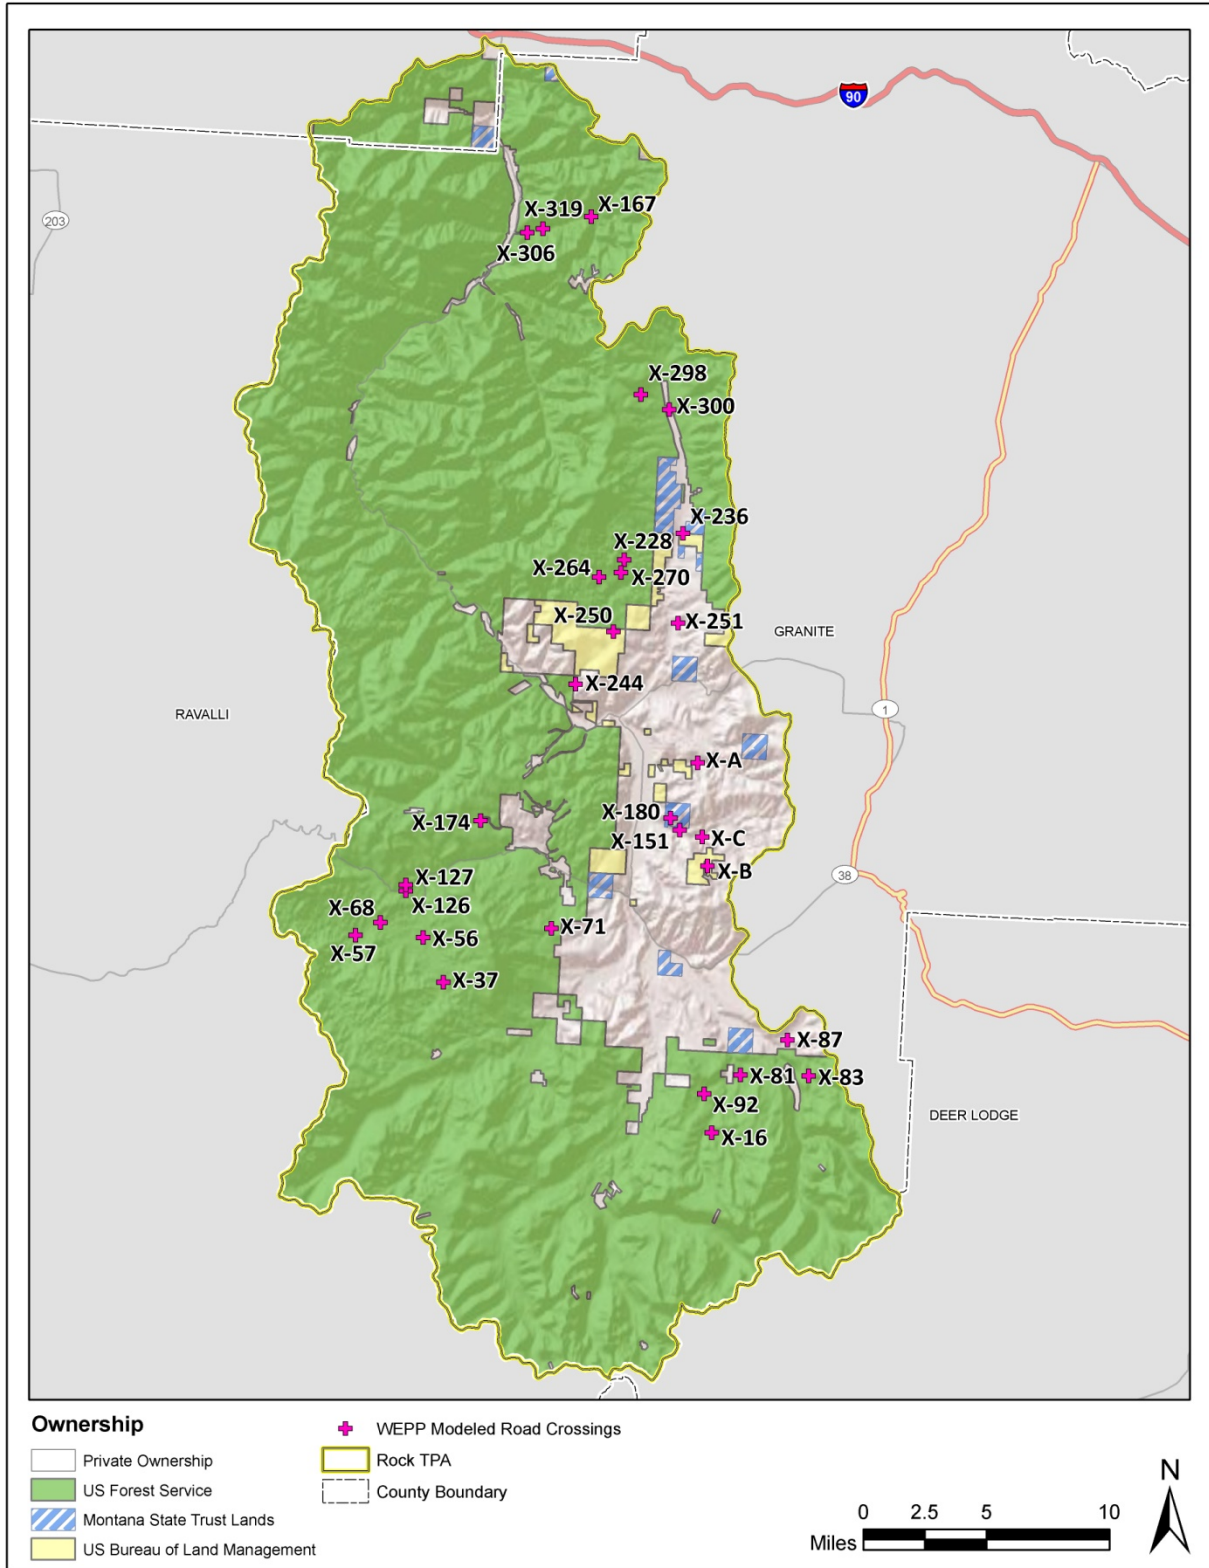 90
203
X-319
X-167
X-306
X-298
X-300
X-236
X-228
X-264
X-270
X-250
X-251
GRANITE
X-244
RAVALLI
1
X-A
X-180
X-174
X-151
X-C
X-B
38
X-127
X-126
X-68
X-71
X-56
X-57
X-37
X-87
X-81
X-83
X-92
DEER LODGE
X-16
Ownership
Private Ownership
US Forest Service
Montana State Trust Lands
US Bureau of Land Management
WEPP Modeled Road Crossings
Rock TPA
County Boundary
N
0 2.5 5 10
Miles